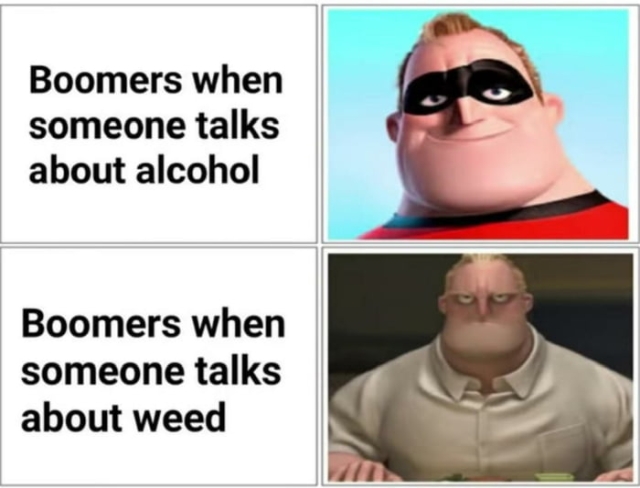 Boomers when
someone talks
about alcohol
Boomers when
someone talks
about weed